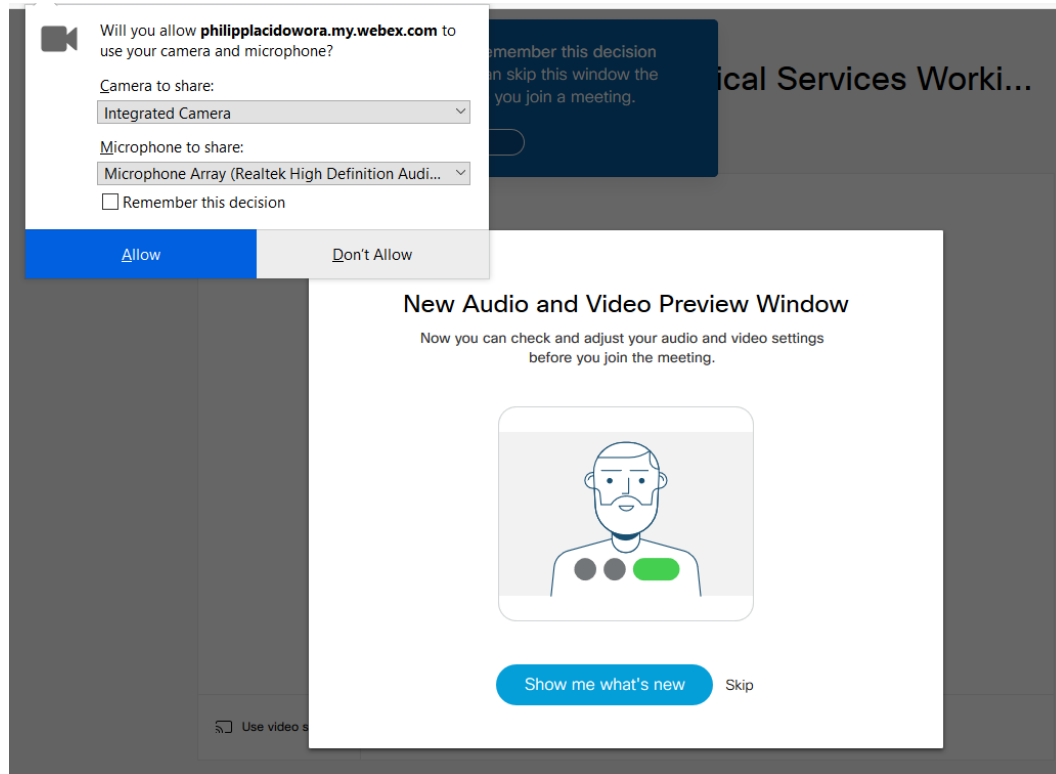 Will you allow philipplacidowora.my.webex.com to
use your camera and microphone?
Camera to share:
Integrated Camera
Microphone to share:
Microphone Array (Realtek High Definition Audi...
Remember this decision
Allow
Don't Allow
emember this decision
n skip this window the
you join a meeting.
ical Services Worki...
New Audio and Video Preview Window
Now you can check and adjust your audio and video settings
before you join the meeting.
Show me what's new
Skip
Use video s